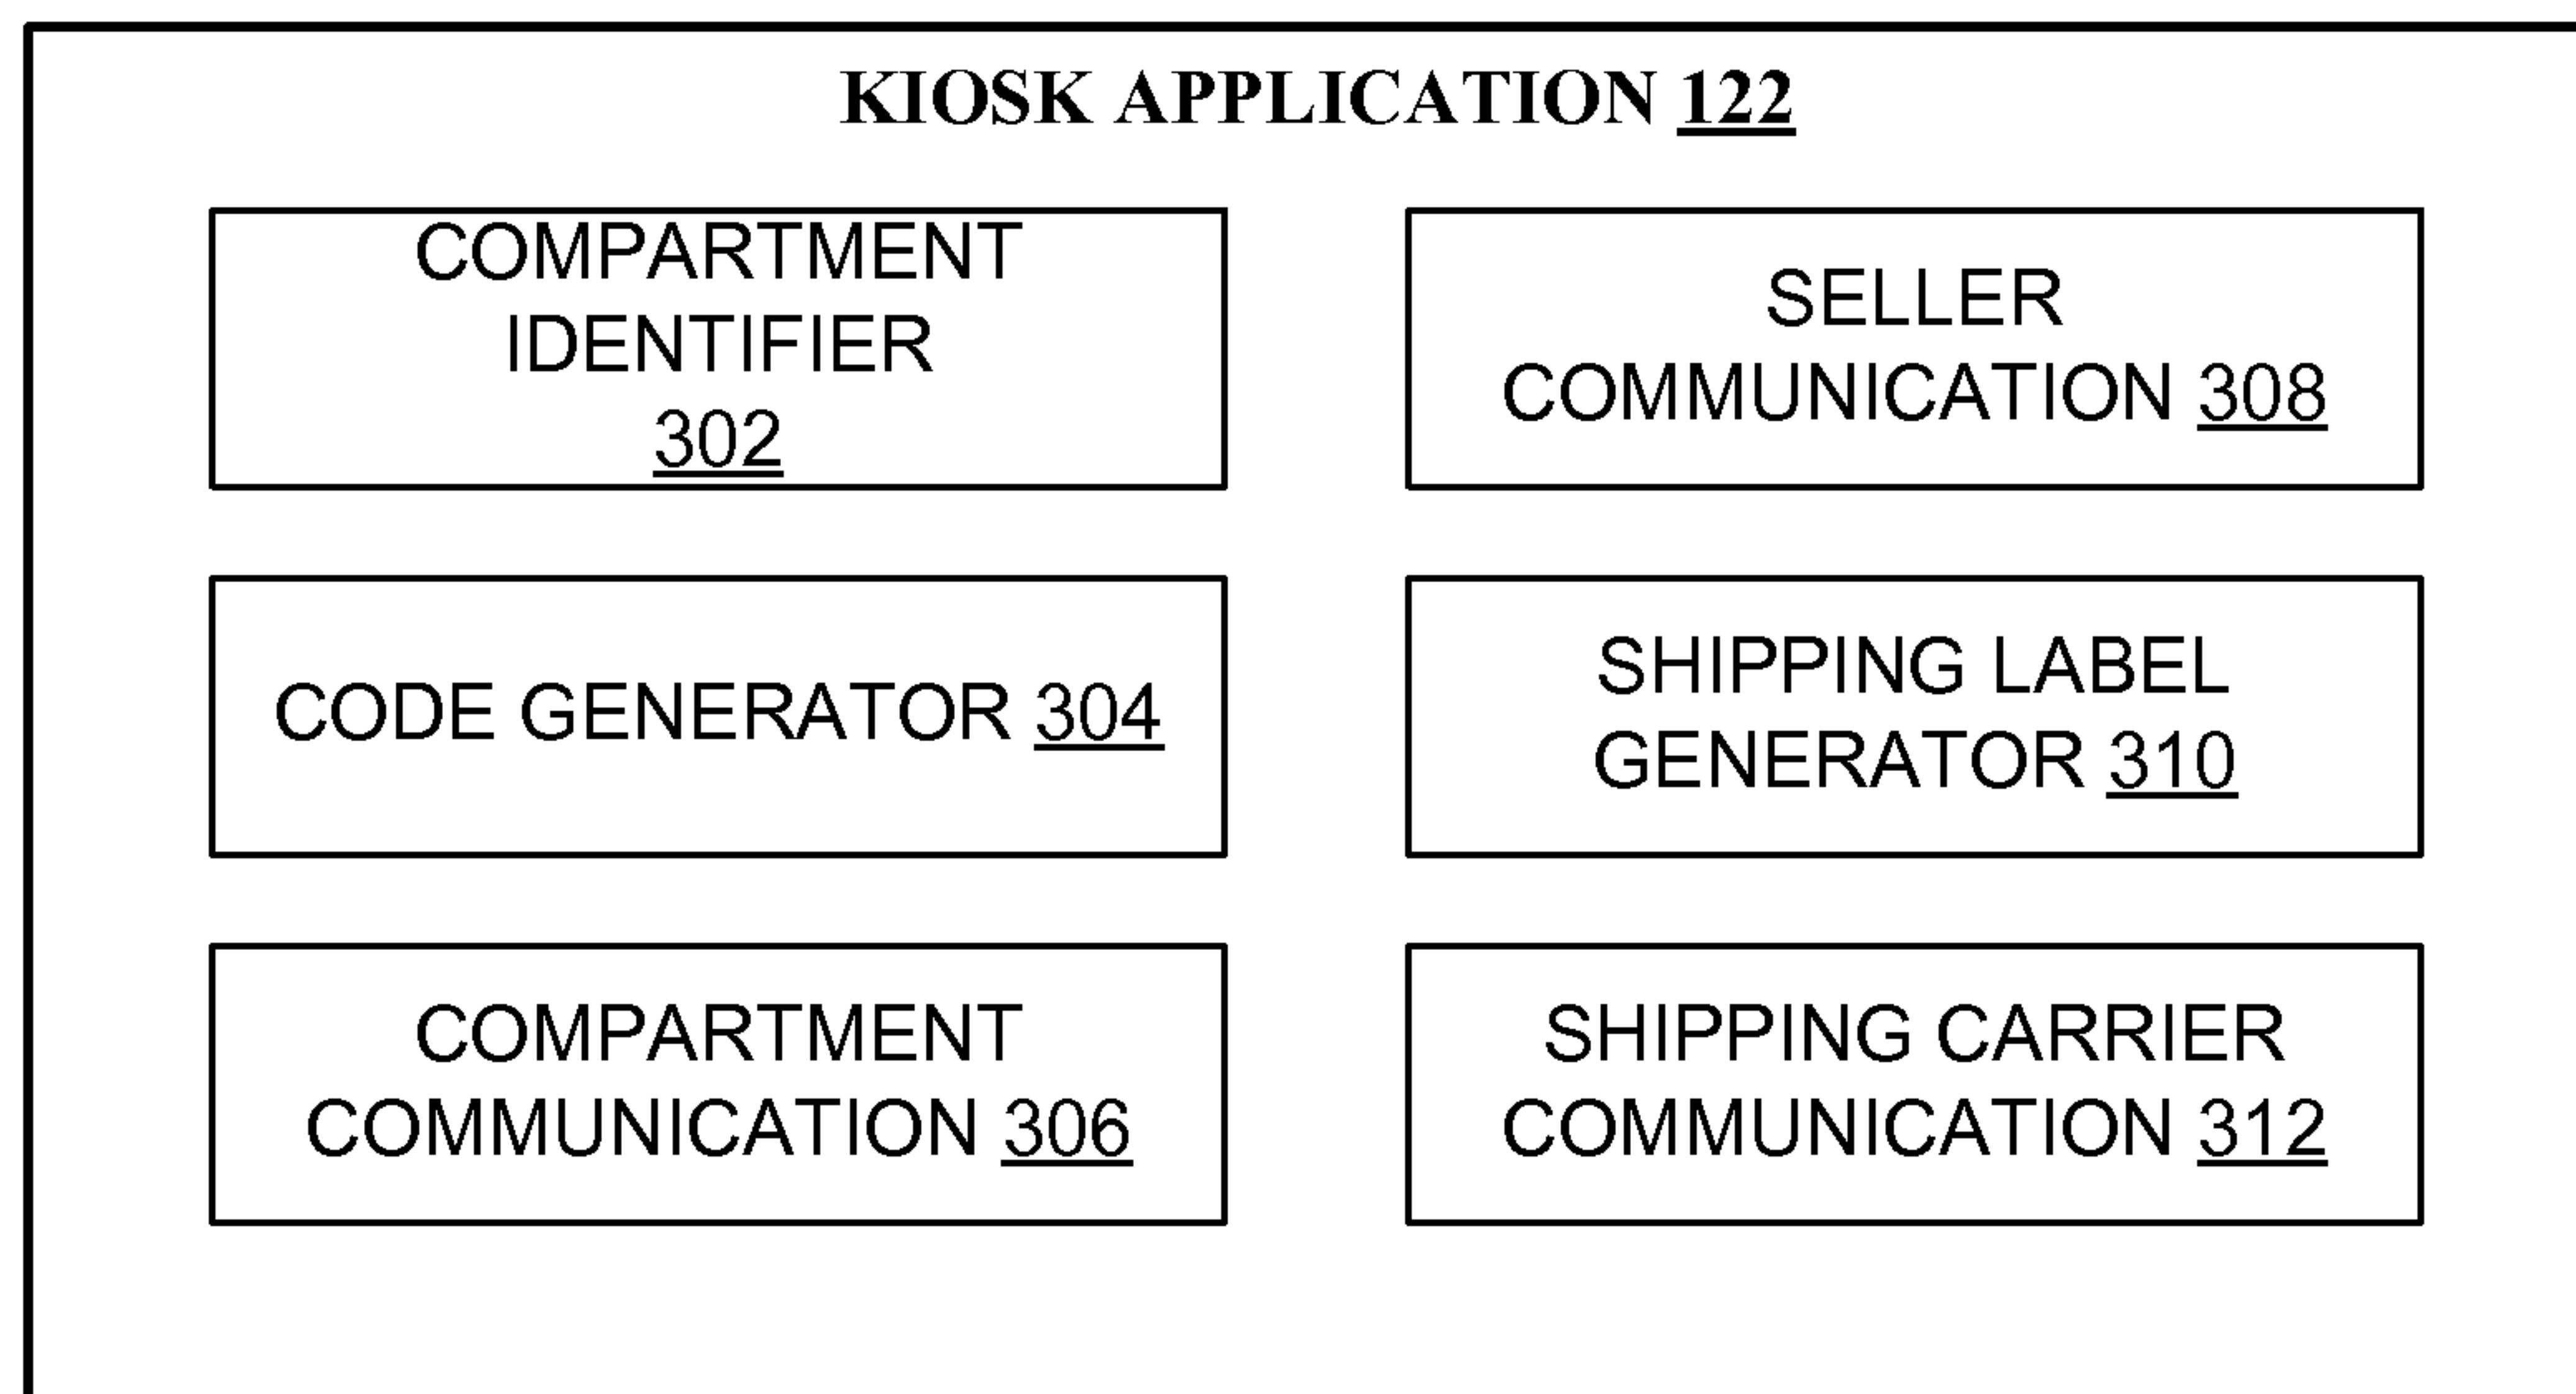 KIOSK APPLICATION 122
COMPARTMENT
IDENTIFIER
302
SELLER
COMMUNICATION 308
CODE GENERATOR 304
SHIPPING LABEL
GENERATOR 310
COMPARTMENT
COMMUNICATION 306
SHIPPING CARRIER
COMMUNICATION 312